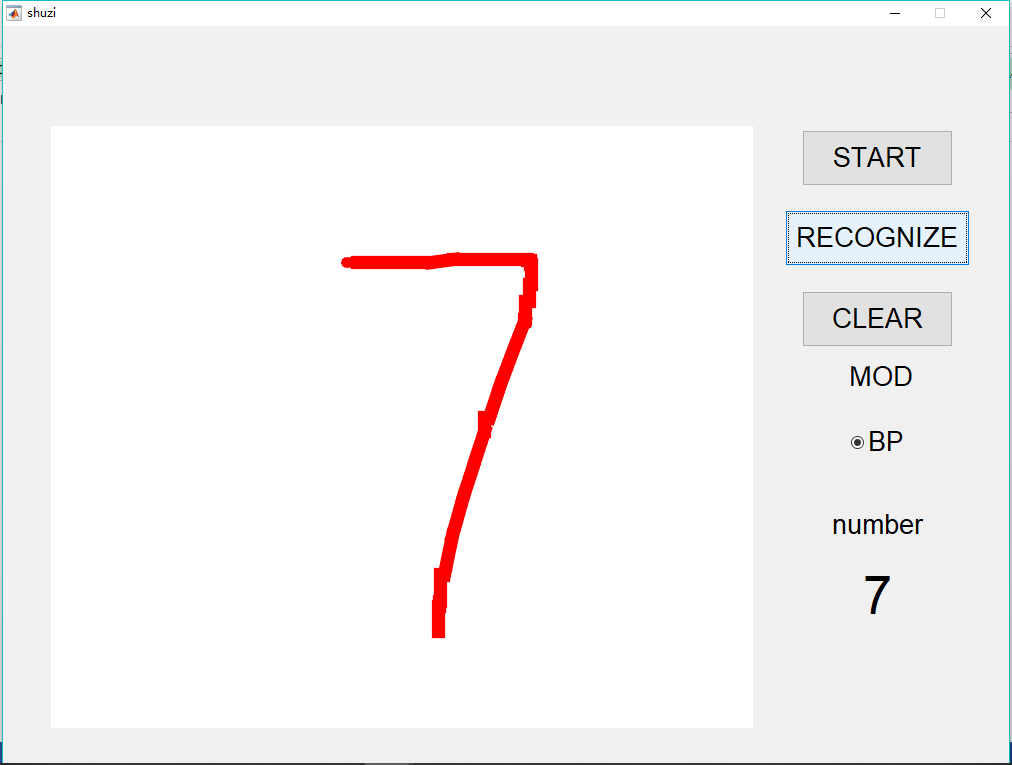 shuzi
7
START
RECOGNIZE
CLEAR
MOD
BP
number
7